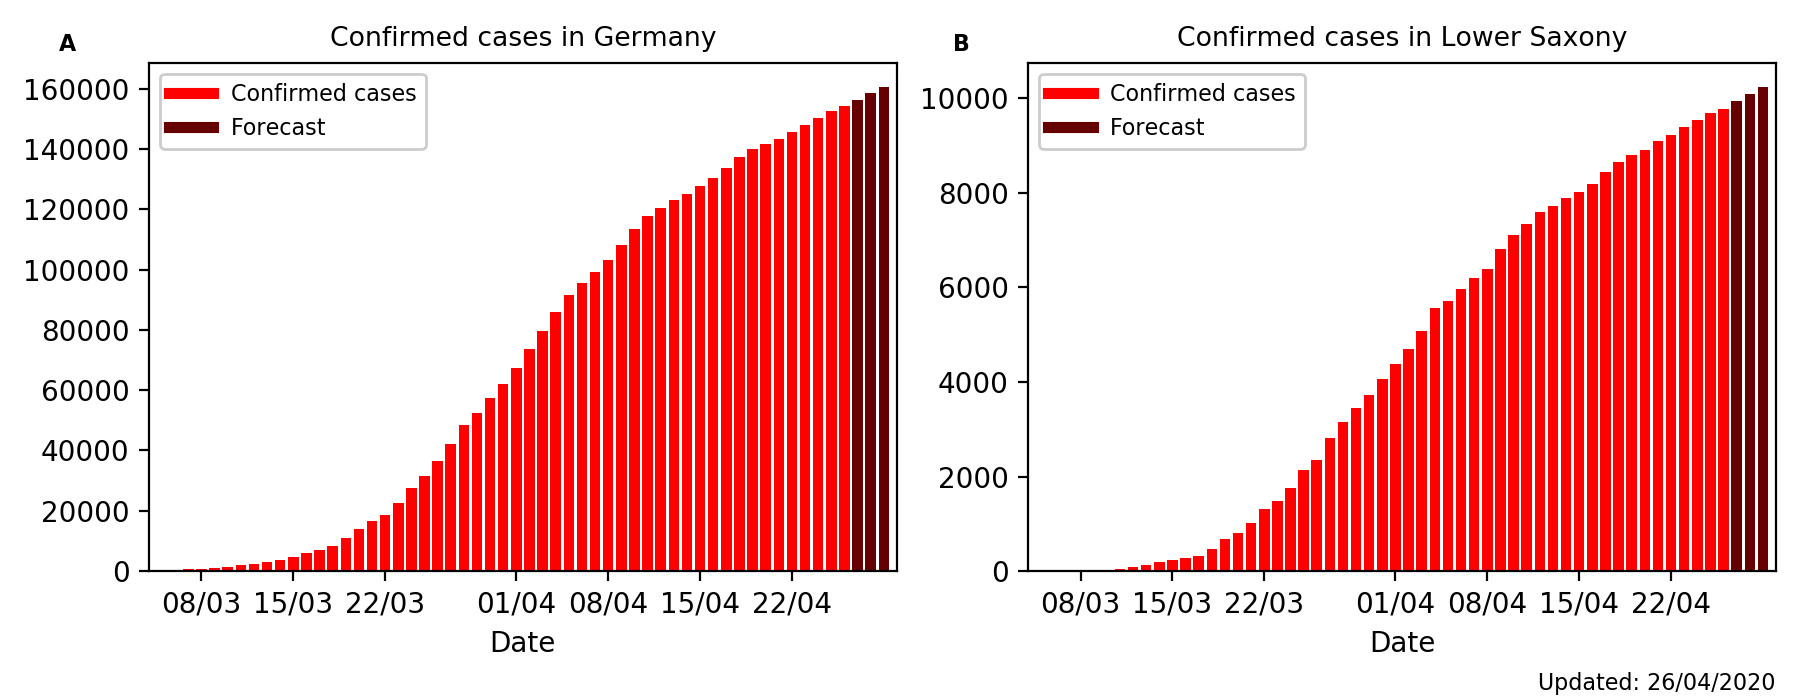 A
Confirmed cases in Germany
Confirmed cases
Forecast
160000
140000
120000
100000
80000
60000
40000
20000
0
08/03 15/03 22/03 01/04 08/04 15/04 22/04
Date
B
Confirmed cases in Lower Saxony
Confirmed cases
Forecast
10000
8000
6000
4000
2000
0
08/03 15/03 22/03 01/04 08/04 15/04 22/04
Date
Updated: 26/04/2020